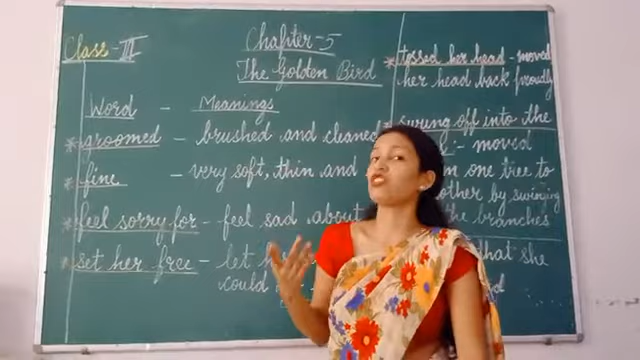 Class - III
Chapter - 5
The Golden Bird
Word - Meanings
* groomed - brushed and cleaned
* fine - very soft, thin and
* feel sorry for - feel sad about
* set her free - let
could
* tossed her head - moved
her head back proudly
swung off into the
- moved
from one tree to
other by swinging
the branches
that she